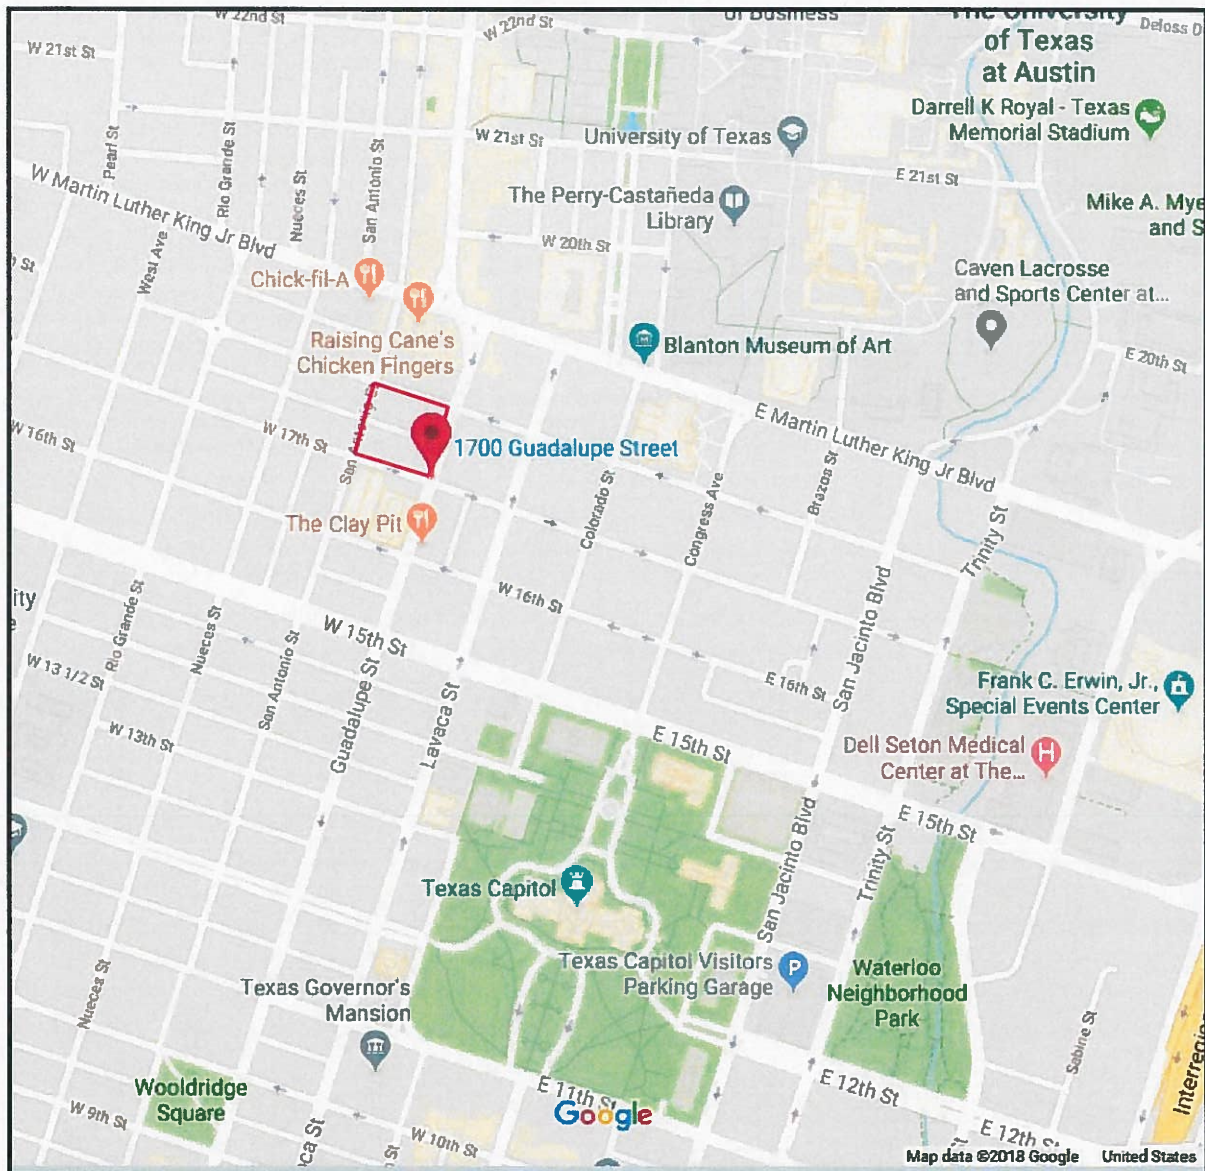 W 22nd St
W 22nd St
of Business
The University
of Texas
at Austin
Deloss D
W 21st St
Darrell K Royal - Texas
Memorial Stadium
University of Texas
W 21st St
Pearl St
Rio Grande St
Nueces St
San Antonio St
E 21st St
W Martin Luther King Jr Blvd
The Perry-Castañeda
Library
Mike A. Mye
and S
W 20th St
West Ave
Chick-fil-A
Caven Lacrosse
and Sports Center at...
Raising Cane's
Chicken Fingers
Blanton Museum of Art
E 20th St
E Martin Luther King Jr Blvd
W 16th St
W 17th St
San Antonio St
1700 Guadalupe Street
The Clay Pit
Colorado St
Congress Ave
Brazos St
Trinity St
W 16th St
San Jacinto Blvd
ity
Rio Grande St
Nueces St
San Antonio St
W 15th St
Guadalupe St
Lavaca St
W 13 1/2 St
W 13th St
E 16th St
Frank C. Erwin, Jr.,
Special Events Center
E 15th St
Dell Seton Medical
Center at The...
San Jacinto Blvd
Trinity St
E 15th St
Texas Capitol
Texas Capitol Visitors
Parking Garage
P
Waterloo
Neighborhood
Park
Nueces St
Texas Governor's
Mansion
Sabine St
Interregion
Wooldridge
Square
E 11th St
E 12th St
Google
W 9th St
W 10th St
E 12th St
Map data ©2018 Google
United States